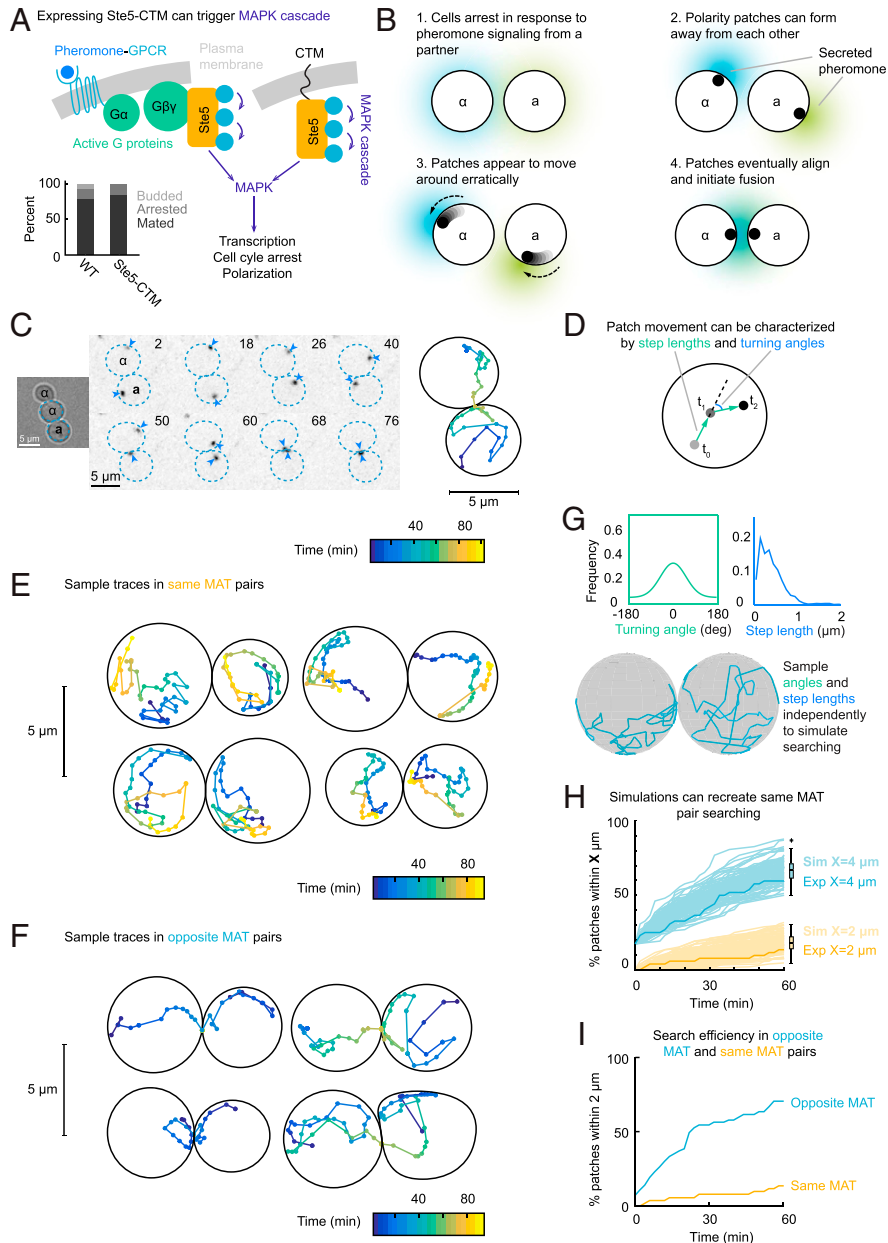 A
Expressing Ste5-CTM can trigger MAPK cascade
Pheromone-GPCR
Plasma
membrane
CTM
Gα
Gβγ
Ste5
Ste5
MAPK cascade
Active G proteins
MAPK
Transcription
Cell cyle arrest
Polarization
Percent
100
50
0
Budded
Arrested
Mated
WT
Ste5-CTM
B
1. Cells arrest in response to
pheromone signaling from a
partner
α
a
2. Polarity patches can form
away from each other
Secreted
pheromone
α
a
3. Patches appear to move
around erratically
α
a
4. Patches eventually align
and initiate fusion
α
a
C
α
α
a
5 µm
2
18
26
40
α
a
50
60
68
76
5 µm
5 µm
Time (min)
40
80
D
Patch movement can be characterized
by step lengths and turning angles
t0
t1
t2
E
Sample traces in same MAT pairs
5 µm
Time (min)
40
80
F
Sample traces in opposite MAT pairs
5 µm
Time (min)
40
80
G
Frequency
0.6
0.4
0.2
0
-180
0
180
Turning angle (deg)
0.2
0.1
0
0
1
2
Step length (µm)
Sample
angles and
step lengths
independently
to simulate
searching
H
Simulations can recreate same MAT
pair searching
% patches within X µm
100
50
0
0
30
60
Time (min)
Sim X=4 µm
Exp X=4 µm
Sim X=2 µm
Exp X=2 µm
I
Search efficiency in opposite
MAT and same MAT pairs
% patches within 2 µm
100
50
0
0
30
60
Time (min)
Opposite MAT
Same MAT